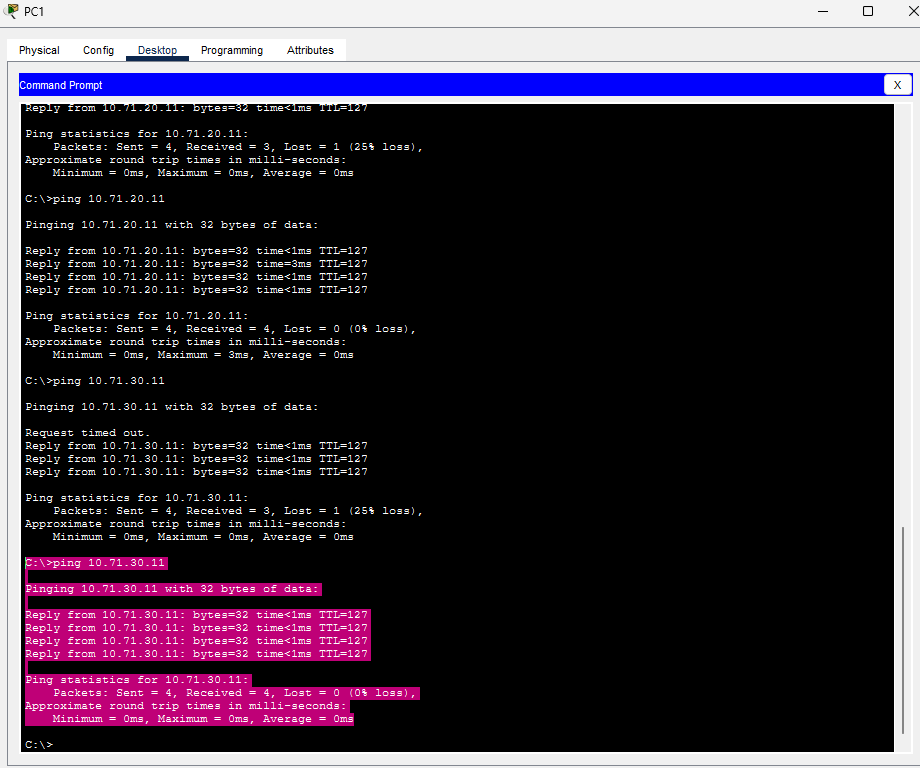 PC1
Physical Config Desktop Programming Attributes
Command Prompt X
Reply from 10.71.20.11: bytes=32 time<1ms TTL=127
Ping statistics for 10.71.20.11:
Packets: Sent = 4, Received = 3, Lost = 1 (25% loss),
Approximate round trip times in milli-seconds:
Minimum = 0ms, Maximum = 0ms, Average = 0ms
C:\>ping 10.71.20.11
Pinging 10.71.20.11 with 32 bytes of data:
Reply from 10.71.20.11: bytes=32 time<1ms TTL=127
Reply from 10.71.20.11: bytes=32 time=3ms TTL=127
Reply from 10.71.20.11: bytes=32 time<1ms TTL=127
Reply from 10.71.20.11: bytes=32 time<1ms TTL=127
Ping statistics for 10.71.20.11:
Packets: Sent = 4, Received = 4, Lost = 0 (0% loss),
Approximate round trip times in milli-seconds:
Minimum = 0ms, Maximum = 3ms, Average = 0ms
C:\>ping 10.71.30.11
Pinging 10.71.30.11 with 32 bytes of data:
Request timed out.
Reply from 10.71.30.11: bytes=32 time<1ms TTL=127
Reply from 10.71.30.11: bytes=32 time<1ms TTL=127
Reply from 10.71.30.11: bytes=32 time<1ms TTL=127
Ping statistics for 10.71.30.11:
Packets: Sent = 4, Received = 3, Lost = 1 (25% loss),
Approximate round trip times in milli-seconds:
Minimum = 0ms, Maximum = 0ms, Average = 0ms
C:\>ping 10.71.30.11
Pinging 10.71.30.11 with 32 bytes of data:
Reply from 10.71.30.11: bytes=32 time<1ms TTL=127
Reply from 10.71.30.11: bytes=32 time<1ms TTL=127
Reply from 10.71.30.11: bytes=32 time<1ms TTL=127
Reply from 10.71.30.11: bytes=32 time<1ms TTL=127
Ping statistics for 10.71.30.11:
Packets: Sent = 4, Received = 4, Lost = 0 (0% loss),
Approximate round trip times in milli-seconds:
Minimum = 0ms, Maximum = 0ms, Average = 0ms
C:\>